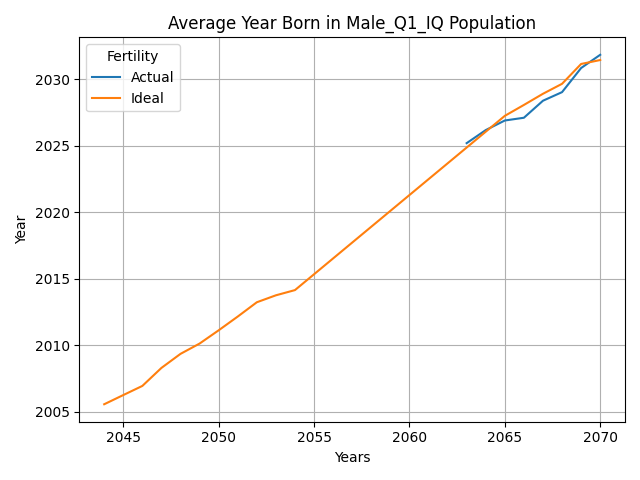 Average Year Born in Male_Q1_IQ Population
Fertility
Actual
Ideal
2030
2025
2020
2015
2010
2005
Year
2045 2050 2055 2060 2065 2070
Years